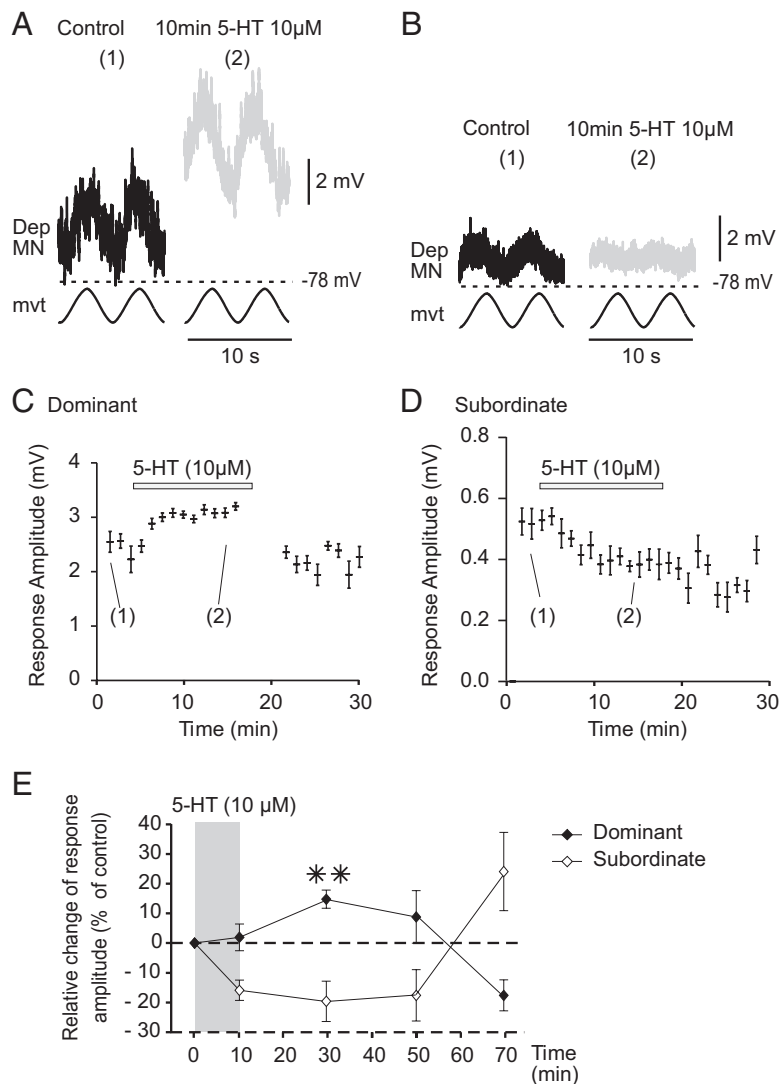 A
Control
(1)
10min 5-HT 10µM
(2)
2 mV
Dep
MN
-78 mV
mvt
10 s
B
Control
(1)
10min 5-HT 10µM
(2)
2 mV
Dep
MN
-78 mV
mvt
10 s
C Dominant
Response Amplitude (mV)
4
3
2
1
0
5-HT (10µM)
(1)
(2)
0
10
20
30
Time (min)
D Subordinate
Response Amplitude (mV)
0.8
0.6
0.4
0.2
0.0
5-HT (10µM)
(1)
(2)
0
10
20
30
Time (min)
E
5-HT (10 µM)
Relative change of response
amplitude (% of control)
40
30
20
10
0
- 10
- 20
- 30
**
Dominant
Subordinate
0 10 20 30 40 50 60 70
Time
(min)